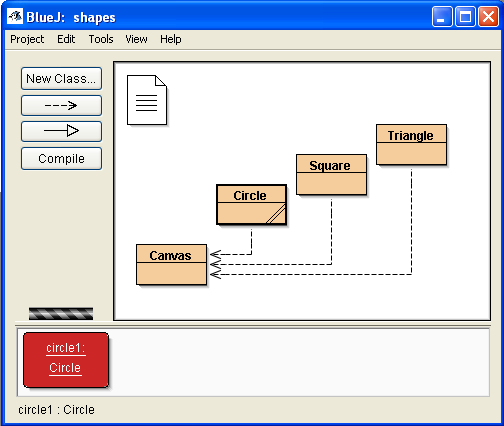 BlueJ: shapes
Project Edit Tools View Help
New Class...
Compile
Triangle
Square
Circle
Canvas
circle1:
Circle
circle1 : Circle